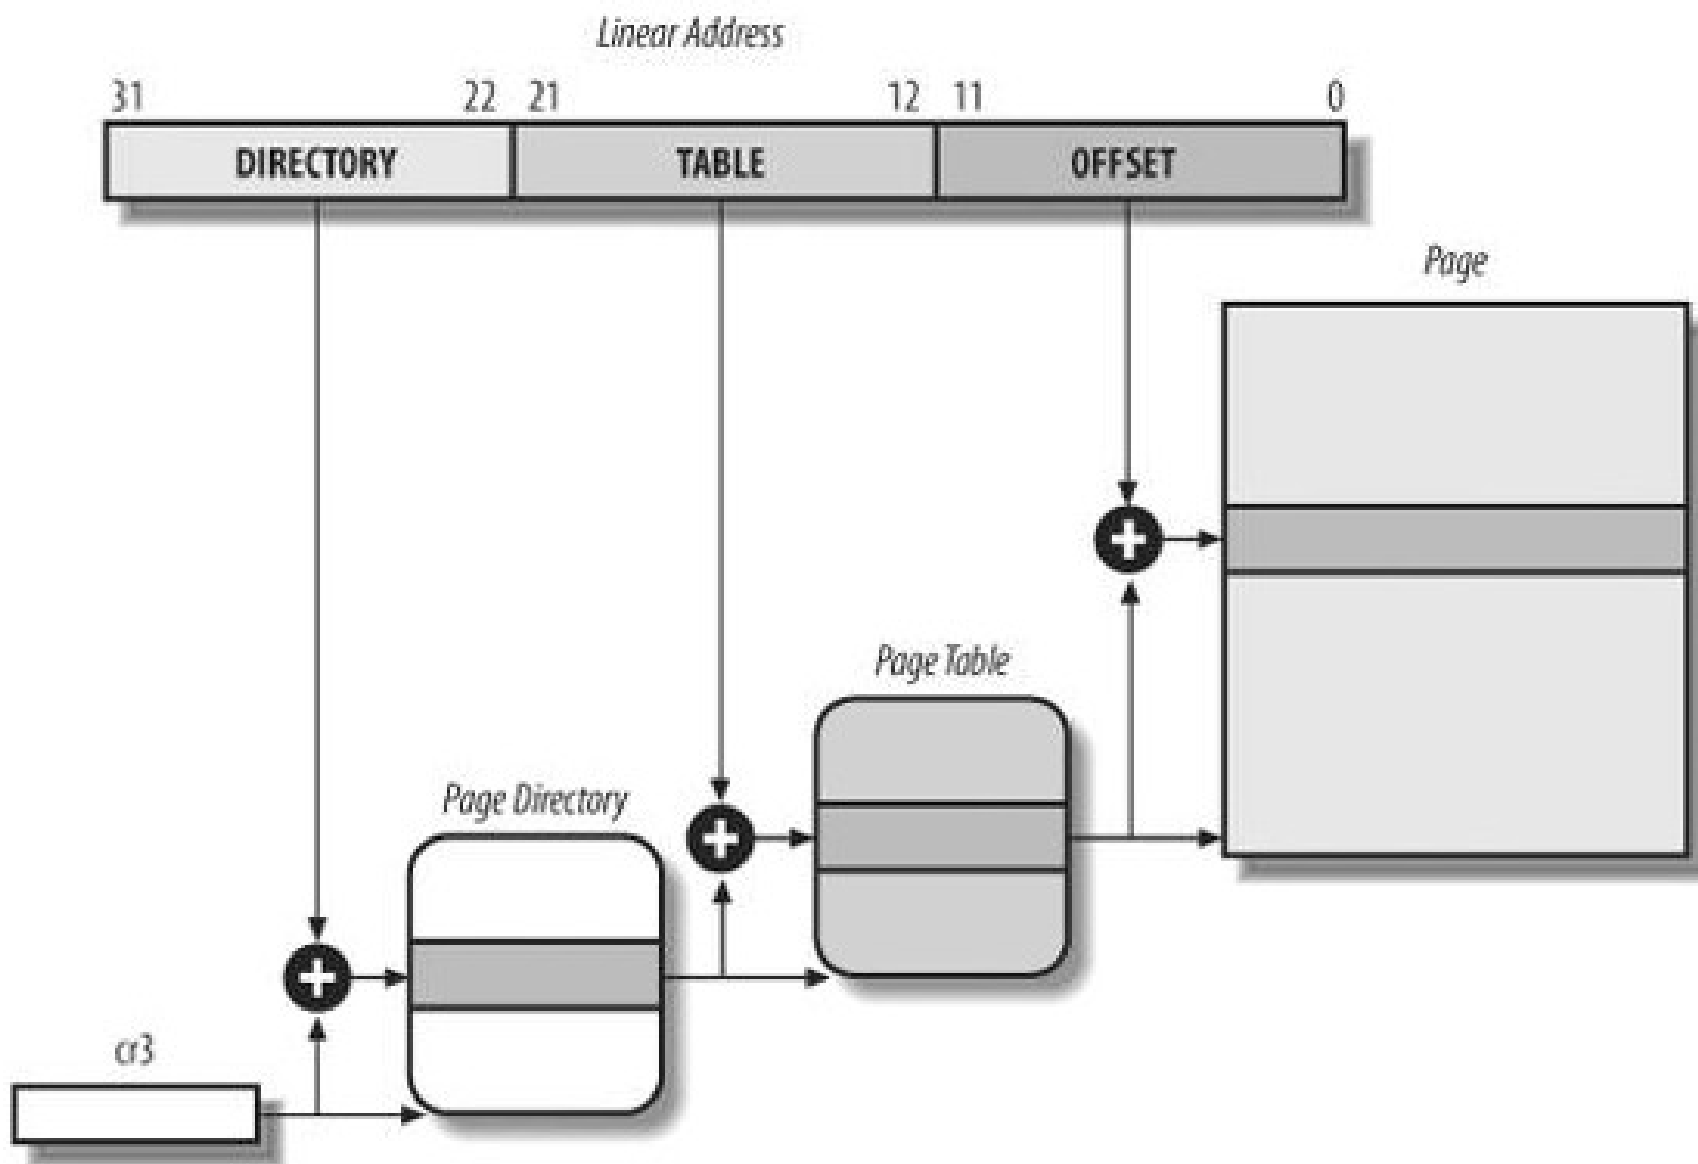 Linear Address
31 22 21 12 11 0
DIRECTORY TABLE OFFSET
Page
Page Table
Page Directory
cr3